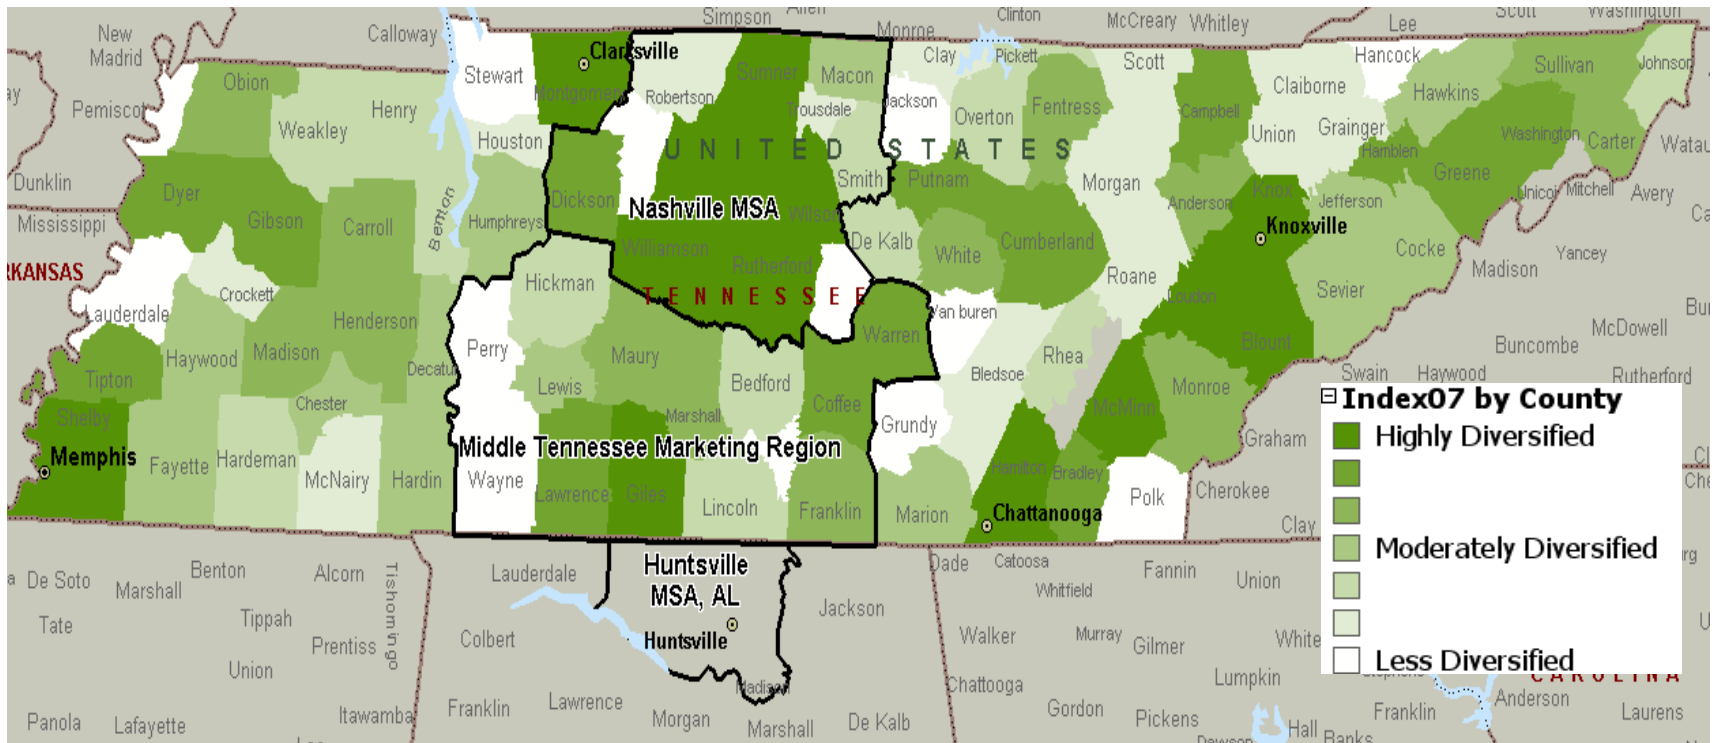 Simpson
Clinton
McCreary
Whitley
Lee
Scott
Washington
New
Madrid
Calloway
Monroe
Clay
Pickett
Scott
Hancock
Sullivan
Johnson
Obion
Stewart
Clarksville
Montgomery
Robertson
Sumner
Macon
Trousdale
Jackson
Overton
Fentress
Campbell
Claiborne
Hawkins
Pemiscot
Henry
Weakley
Houston
UNITED STATES
Union
Grainger
Hamblen
Washington
Carter
Watau
Dunklin
Dyer
Gibson
Carroll
Benton
Humphreys
Dickson
Nashville MSA
Smith
Wilson
Putnam
Morgan
Anderson
Knox
Knoxville
Jefferson
Greene
Unicoi
Mitchell
Avery
Mississippi
Williamson
Rutherford
De Kalb
White
Cumberland
Roane
Loudon
Cocke
Sevier
Madison
Yancey
RKANSAS
Lauderdale
Crockett
Henderson
Hickman
TENNESSEE
Warren
Van buren
Blount
McDowell
Buncombe
Haywood
Madison
Decatur
Perry
Maury
Bedford
Rhea
Bledsoe
Monroe
Swain
Haywood
Rutherford
Tipton
Shelby
Memphis
Chester
Lewis
Marshall
Coffee
Grundy
McMinn
Graham
Fayette
Hardeman
McNairy
Hardin
Middle Tennessee Marketing Region
Wayne
Lawrence
Giles
Lincoln
Franklin
Marion
Hamilton
Bradley
Chattanooga
Polk
Cherokee
Clay
Index07 by County
Highly Diversified
Moderately Diversified
Less Diversified
De Soto
Marshall
Benton
Alcorn
Tishomingo
Lauderdale
Huntsville
MSA, AL
Huntsville
Jackson
Dade
Catoosa
Whitfield
Fannin
Union
Tate
Tippah
Prentiss
Union
Colbert
Walker
Murray
Gilmer
White
Panola
Lafayette
Itawamba
Franklin
Lawrence
Morgan
Madison
Marshall
De Kalb
Chattooga
Gordon
Pickens
Lumpkin
Dawson
Hall
Banks
Stephens
Franklin
CAROLINA
Anderson
Laurens